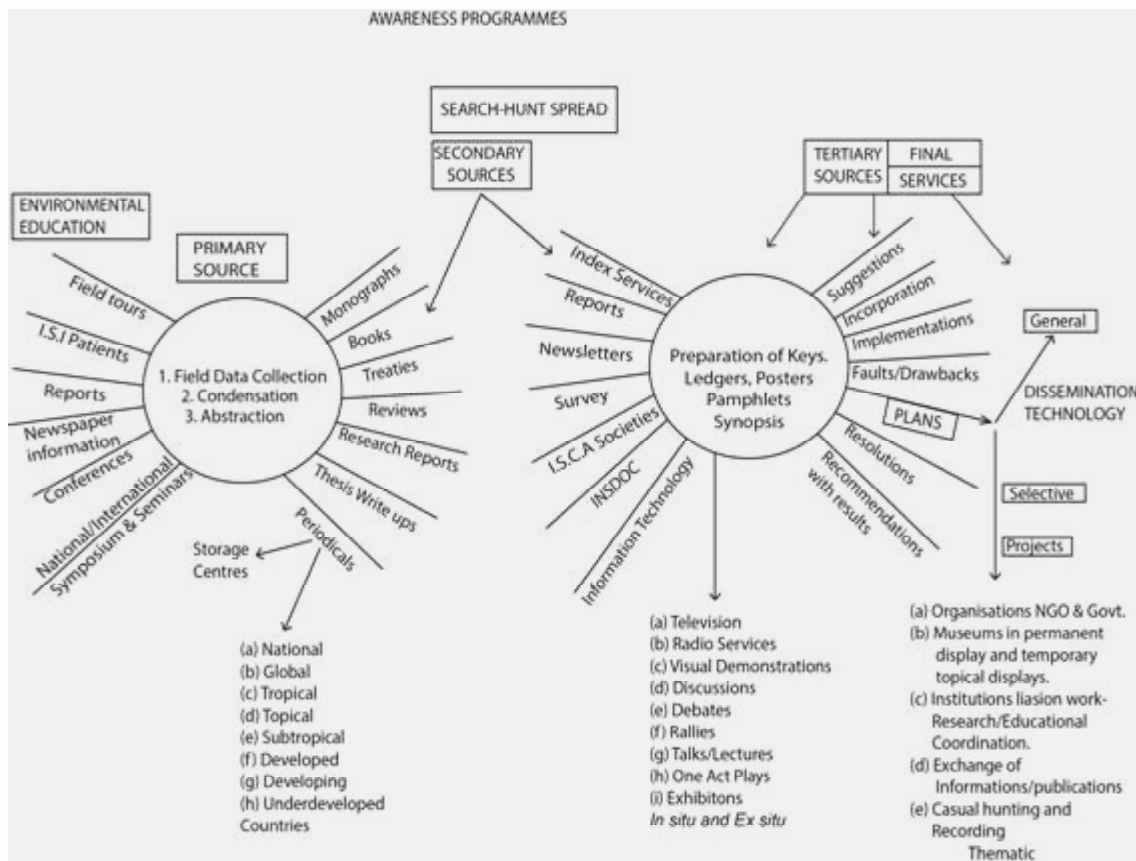 AWARENESS PROGRAMMES
SEARCH-HUNT SPREAD
SECONDARY
SOURCES
TERTIARY
SOURCES
FINAL
SERVICES
ENVIRONMENTAL
EDUCATION
PRIMARY
SOURCE
Field tours
I.S.I Patients
Reports
Newspaper
information
Conferences
National/International
Symposium & Seminars
1. Field Data Collection
2. Condensation
3. Abstraction
Monographs
Books
Treaties
Reviews
Research Reports
Thesis Write ups
Periodicals
Storage
Centres
(a) National
(b) Global
(c) Tropical
(d) Topical
(e) Subtropical
(f) Developed
(g) Developing
(h) Underdeveloped
Countries
Index Services
Reports
Newsletters
Survey
I.S.C.A Societies
INSDOC
Information Technology
Preparation of Keys.
Ledgers, Posters
Pamphlets
Synopsis
Suggestions
Incorporation
Implementations
Faults/Drawbacks
PLANS
Resolutions
Recommendations
with results
General
DISSEMINATION
TECHNOLOGY
Selective
Projects
(a) Television
(b) Radio Services
(c) Visual Demonstrations
(d) Discussions
(e) Debates
(f) Rallies
(g) Talks/Lectures
(h) One Act Plays
(i) Exhibitons
In situ and Ex situ
(a) Organisations NGO & Govt.
(b) Museums in permanent
display and temporary
topical displays.
(c) Institutions liasion work-
Research/Educational
Coordination.
(d) Exchange of
Informations/publications
(e) Casual hunting and
Recording
Thematic